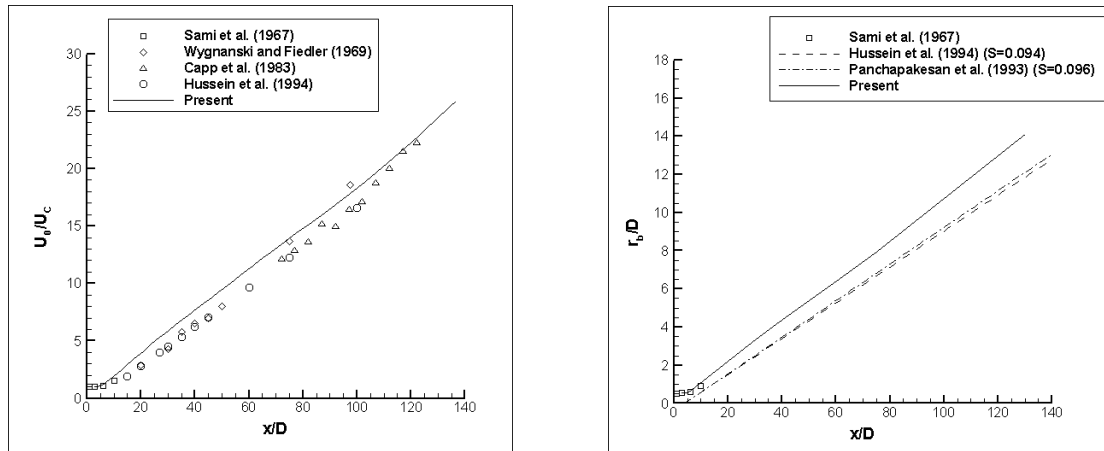 Sami et al. (1967)
Wygnanski and Fiedler (1969)
Capp et al. (1983)
Hussein et al. (1994)
Present
30
25
20
15
10
5
0
U0/UC
0 20 40 60 80 100 120 140
x/D
Sami et al. (1967)
Hussein et al. (1994) (S=0.094)
Panchapakesan et al. (1993) (S=0.096)
Present
18
16
14
12
10
8
6
4
2
0
rb/D
0 20 40 60 80 100 120 140
x/D